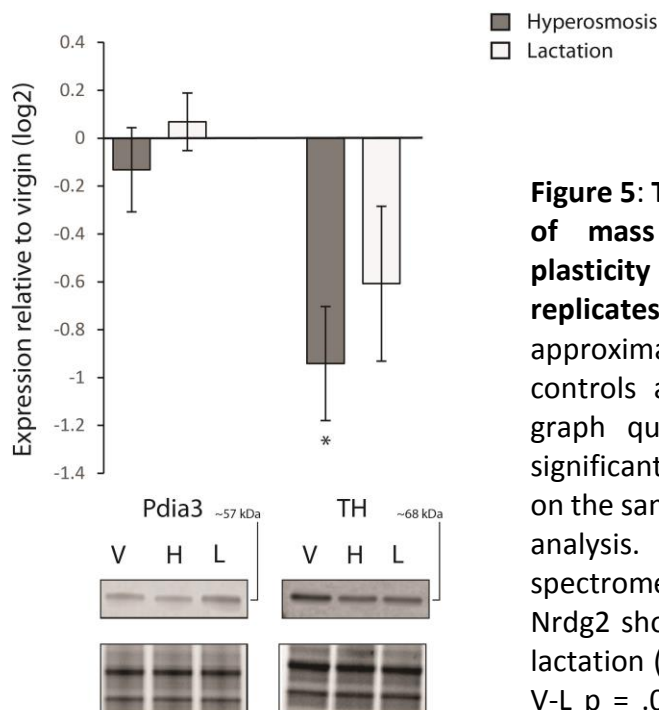 Hyperosmosis
Lactation
Expression relative to virgin (log2)
0.4
0.2
0
-0.2
-0.4
-0.6
-0.8
-1
-1.2
-1.4
*
Pdia3 ~57 kDa
TH ~68 kDa
V H L
V H L
Figure 5:
of mass
plasticity
replicates
approxima
controls a
graph qu
significant
on the sar
analysis.
spectrome
Nrdg2 sho
lactation (
V-L p = .0